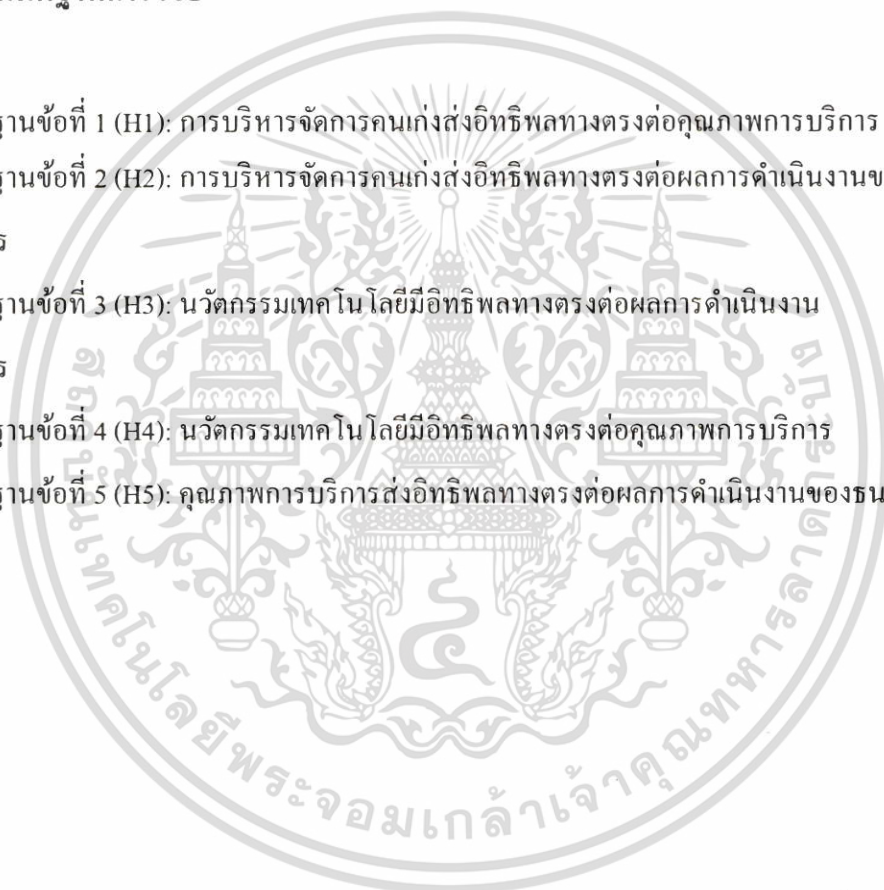 ฐานข้อที่ 1 (H1): การบริหารจัดการคนเก่งส่งอิทธิพลทางตรงต่อคุณภาพการบริการ
ฐานข้อที่ 2 (H2): การบริหารจัดการคนเก่งส่งอิทธิพลทางตรงต่อผลการดำเนินงานข
ร
ฐานข้อที่ 3 (H3): นวัตกรรมเทคโนโลยีมีอิทธิพลทางตรงต่อผลการดำเนินงาน
ร
ฐานข้อที่ 4 (H4): นวัตกรรมเทคโนโลยีมีอิทธิพลทางตรงต่อคุณภาพการบริการ
ฐานข้อที่ 5 (H5): คุณภาพการบริการส่งอิทธิพลทางตรงต่อผลการดำเนินงานของธน
สถาบันเทคโนโลยีพระจอมเกล้าเจ้าคุณทหารลาดกระบัง